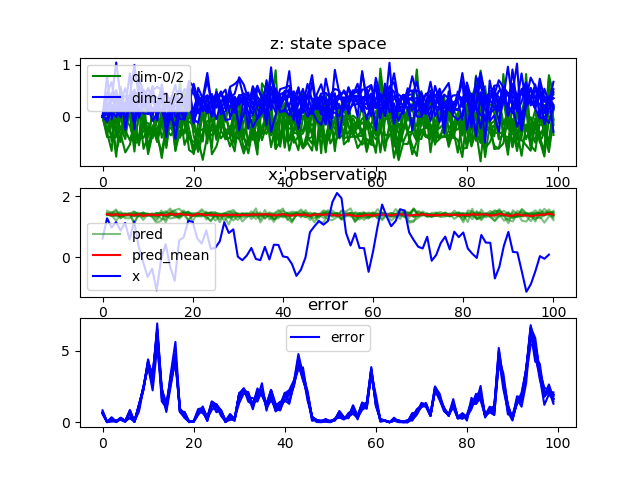 z: state space
1
0
dim-0/2
dim-1/2
0 20 40 60 80 100
x: observation
2
0
pred
pred_mean
x
0 20 40 60 80 100
error
5
0
error
0 20 40 60 80 100